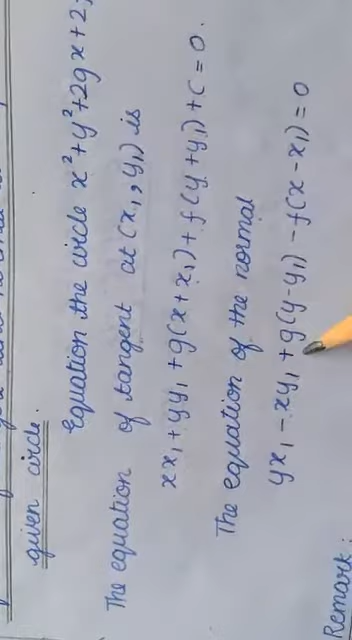 given circle.
Equation the circle x²+y²+2gx+2
The equation of tangent at (x₁, y₁) is
xx₁+yy₁+g(x+x₁)+f(y+y₁)+C=0.
The equation of the normal
yx₁-xy₁+g(y-y₁)-f(x-x₁)=0
Remark: